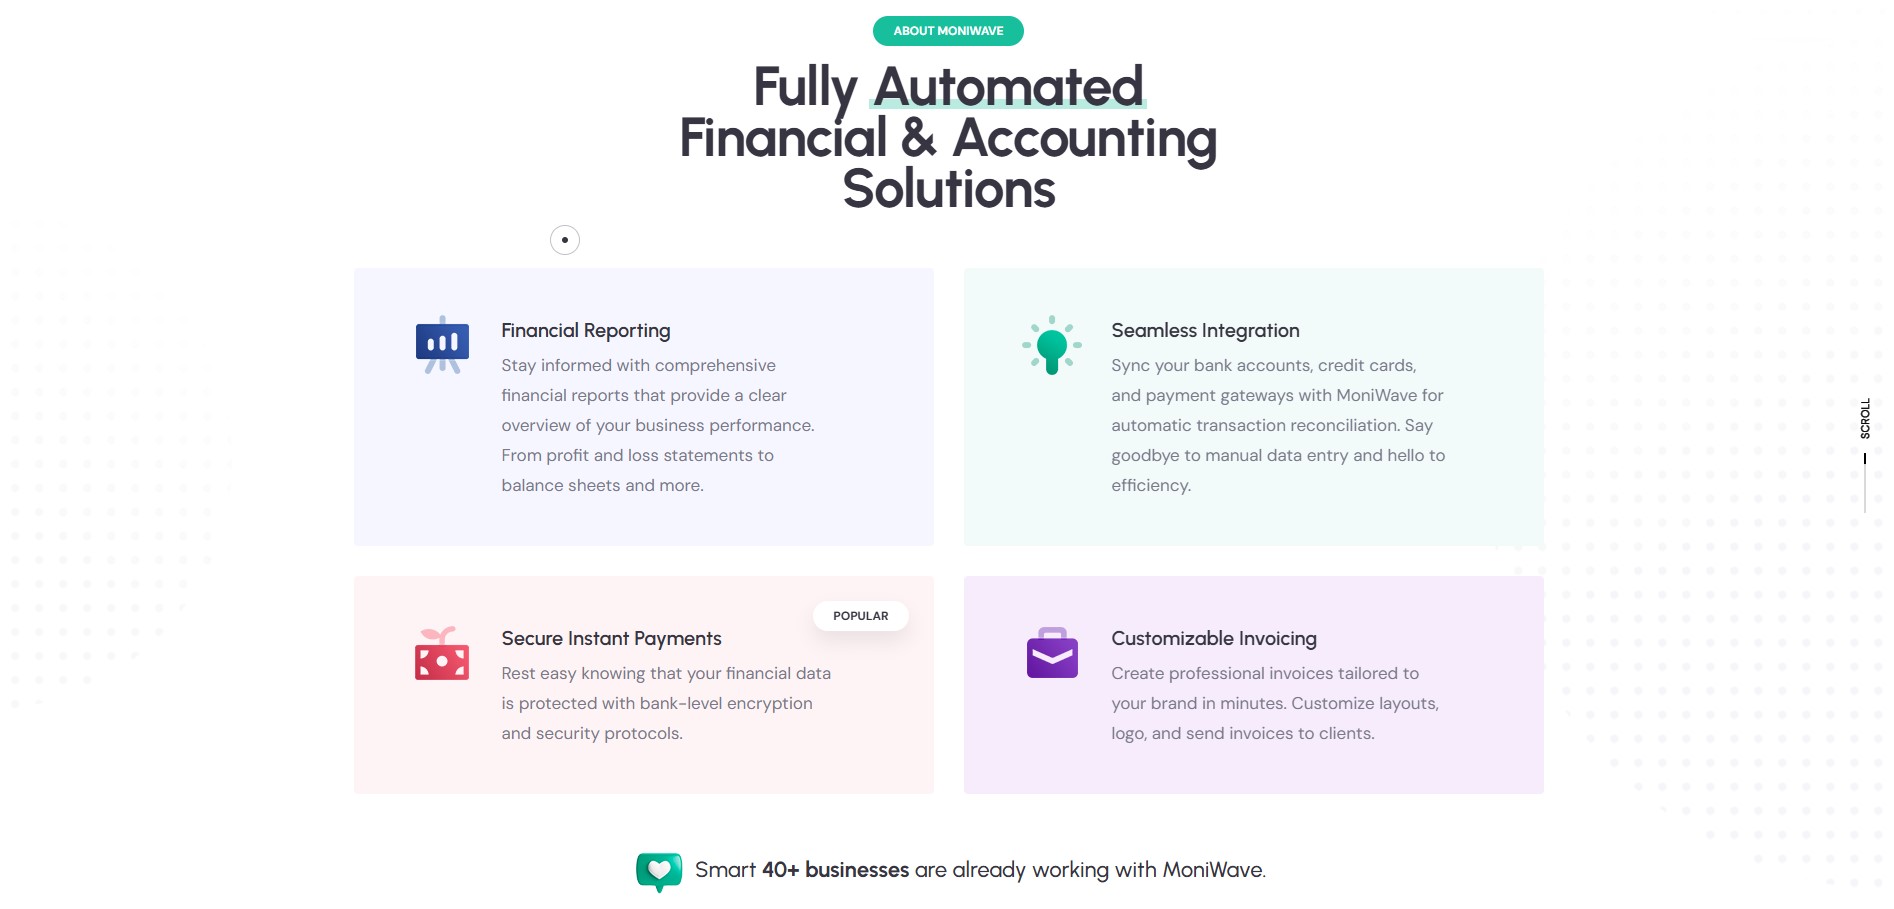 ABOUT MONIWAVE
Fully Automated
Financial & Accounting
Solutions
Financial Reporting
Stay informed with comprehensive
financial reports that provide a clear
overview of your business performance.
From profit and loss statements to
balance sheets and more.
Seamless Integration
Sync your bank accounts, credit cards,
and payment gateways with MoniWave for
automatic transaction reconciliation. Say
goodbye to manual data entry and hello to
efficiency.
SCROLL
POPULAR
Secure Instant Payments
Rest easy knowing that your financial data
is protected with bank-level encryption
and security protocols.
Customizable Invoicing
Create professional invoices tailored to
your brand in minutes. Customize layouts,
logo, and send invoices to clients.
Smart 40+ businesses are already working with MoniWave.